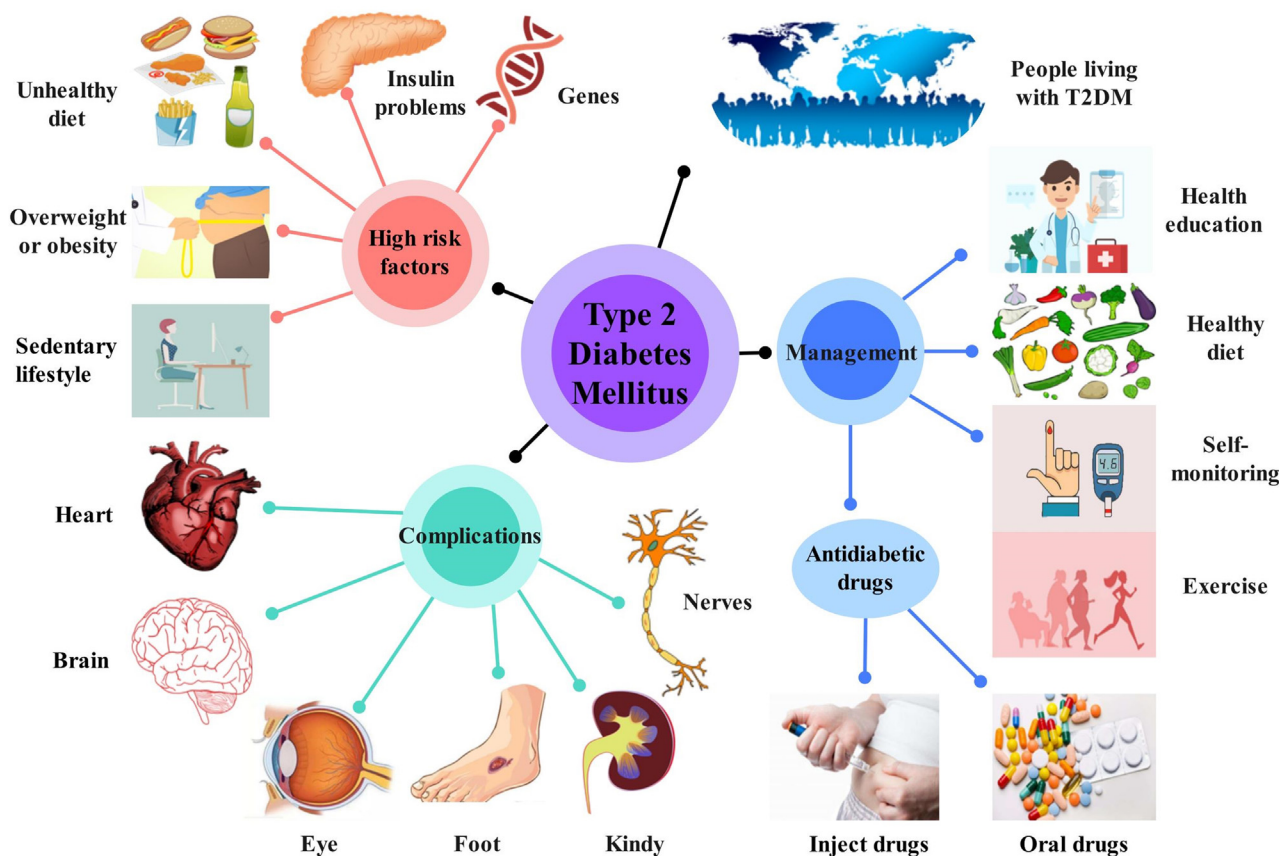 Unhealthy
diet
Insulin
problems
Genes
People living
with T2DM
Overweight
or obesity
High risk
factors
Health
education
Sedentary
lifestyle
Type 2
Diabetes
Mellitus
Management
Healthy
diet
Self-
monitoring
4.6
Heart
Complications
Nerves
Antidiabetic
drugs
Exercise
Brain
Eye
Foot
Kindy
Inject drugs
Oral drugs